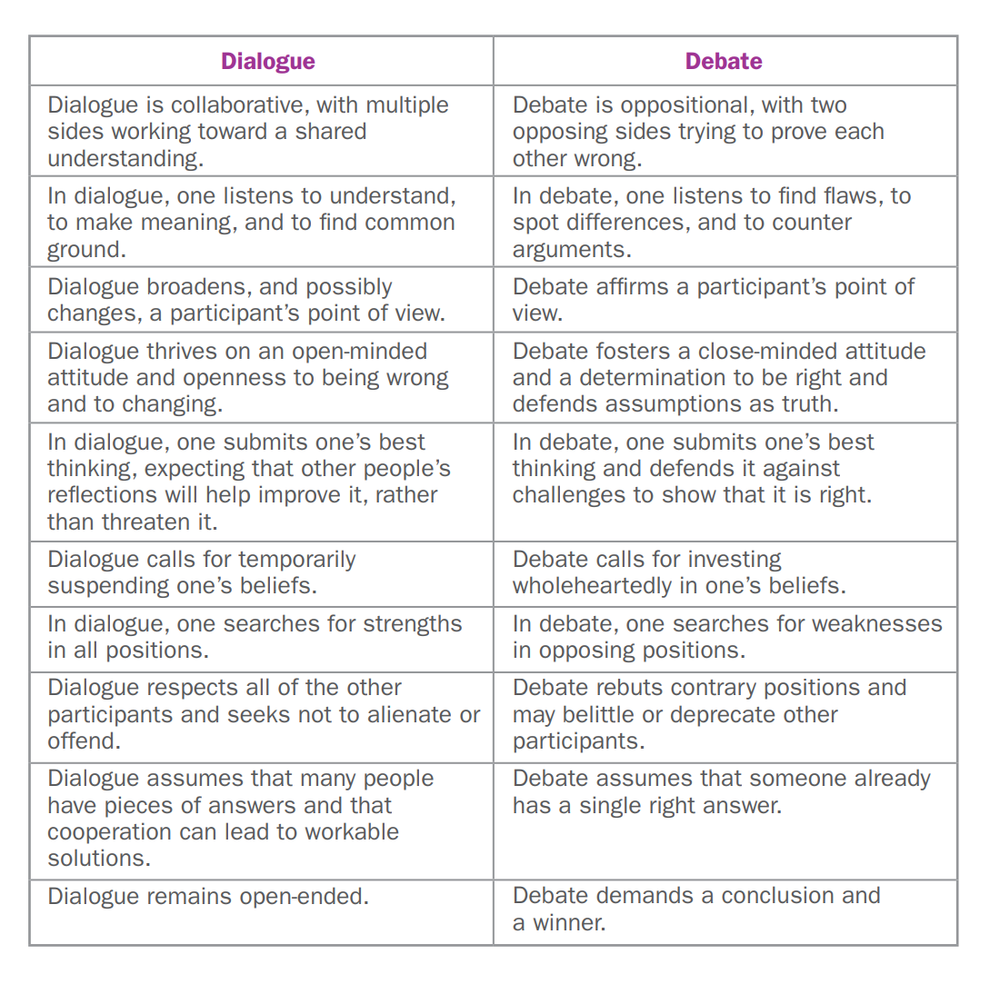 Dialogue
Debate
Dialogue is collaborative, with multiple
sides working toward a shared
understanding.
Debate is oppositional, with two
opposing sides trying to prove each
other wrong.
In dialogue, one listens to understand,
to make meaning, and to find common
ground.
In debate, one listens to find flaws, to
spot differences, and to counter
arguments.
Dialogue broadens, and possibly
changes, a participant’s point of view.
Debate affirms a participant’s point of
view.
Dialogue thrives on an open-minded
attitude and openness to being wrong
and to changing.
Debate fosters a close-minded attitude
and a determination to be right and
defends assumptions as truth.
In dialogue, one submits one’s best
thinking, expecting that other people’s
reflections will help improve it, rather
than threaten it.
In debate, one submits one’s best
thinking and defends it against
challenges to show that it is right.
Dialogue calls for temporarily
suspending one’s beliefs.
Debate calls for investing
wholeheartedly in one’s beliefs.
In dialogue, one searches for strengths
in all positions.
In debate, one searches for weaknesses
in opposing positions.
Dialogue respects all of the other
participants and seeks not to alienate or
offend.
Debate rebuts contrary positions and
may belittle or deprecate other
participants.
Dialogue assumes that many people
have pieces of answers and that
cooperation can lead to workable
solutions.
Debate assumes that someone already
has a single right answer.
Dialogue remains open-ended.
Debate demands a conclusion and
a winner.